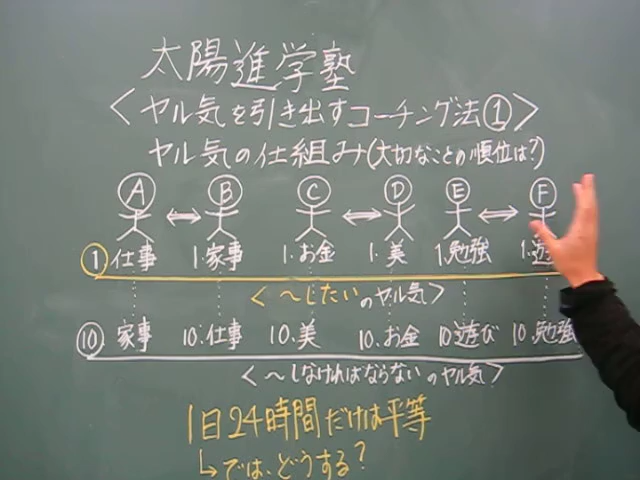 太陽進学塾
<ヤル気を引き出すコーチング法①>
ヤル気の仕組み(大切なことの順位は?)
Ⓐ ⇔ Ⓑ Ⓒ ⇔ Ⓓ Ⓔ ⇔ Ⓕ
①仕事 1.家事 1.お金 1.美 1.勉強 1.遊
<～したいのヤル気>
⑩家事 10.仕事 10.美 10.お金 10遊び 10.勉強
<～しなければならないのヤル気>
1日24時間だけは平等
↳では、どうする?